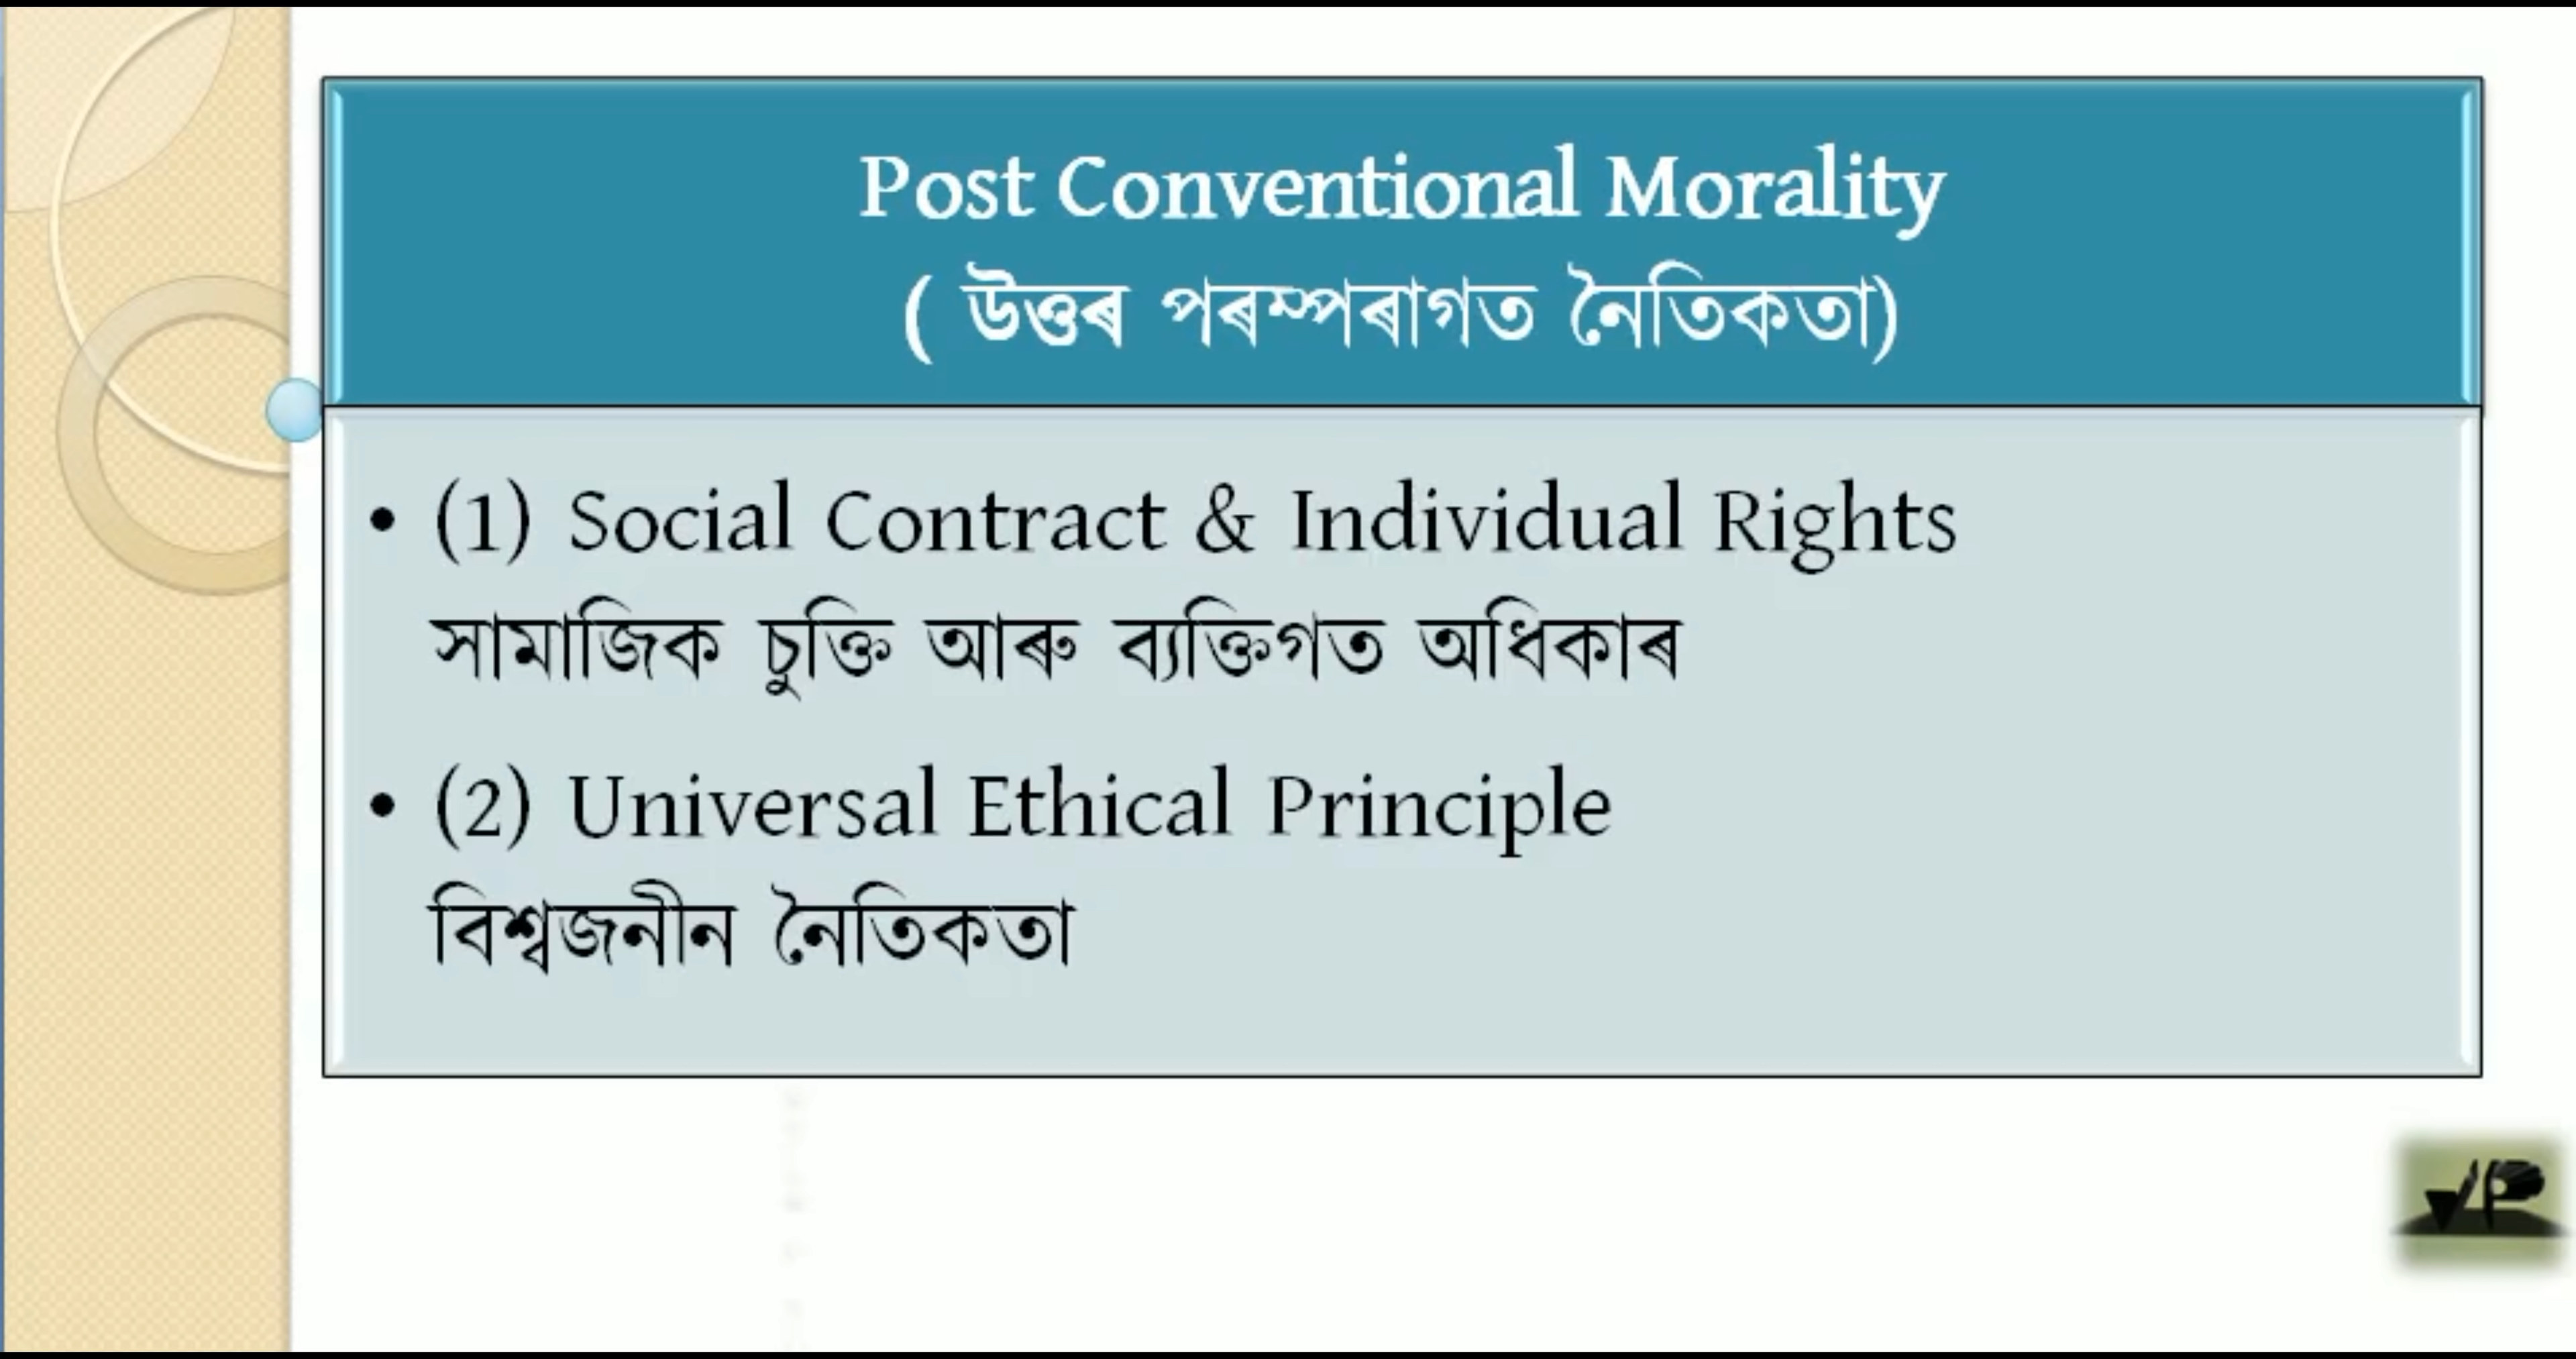 Post Conventional Morality
( উত্তৰ পৰম্পৰাগত নৈতিকতা)
• (1) Social Contract & Individual Rights
সামাজিক চুক্তি আৰু ব্যক্তিগত অধিকাৰ
• (2) Universal Ethical Principle
বিশ্বজনীন নৈতিকতা